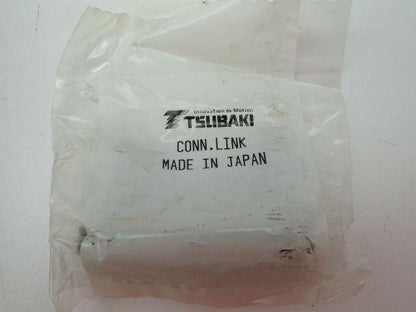 Innovation in Motion
TSUBAKI
CONN.LINK
MADE IN JAPAN